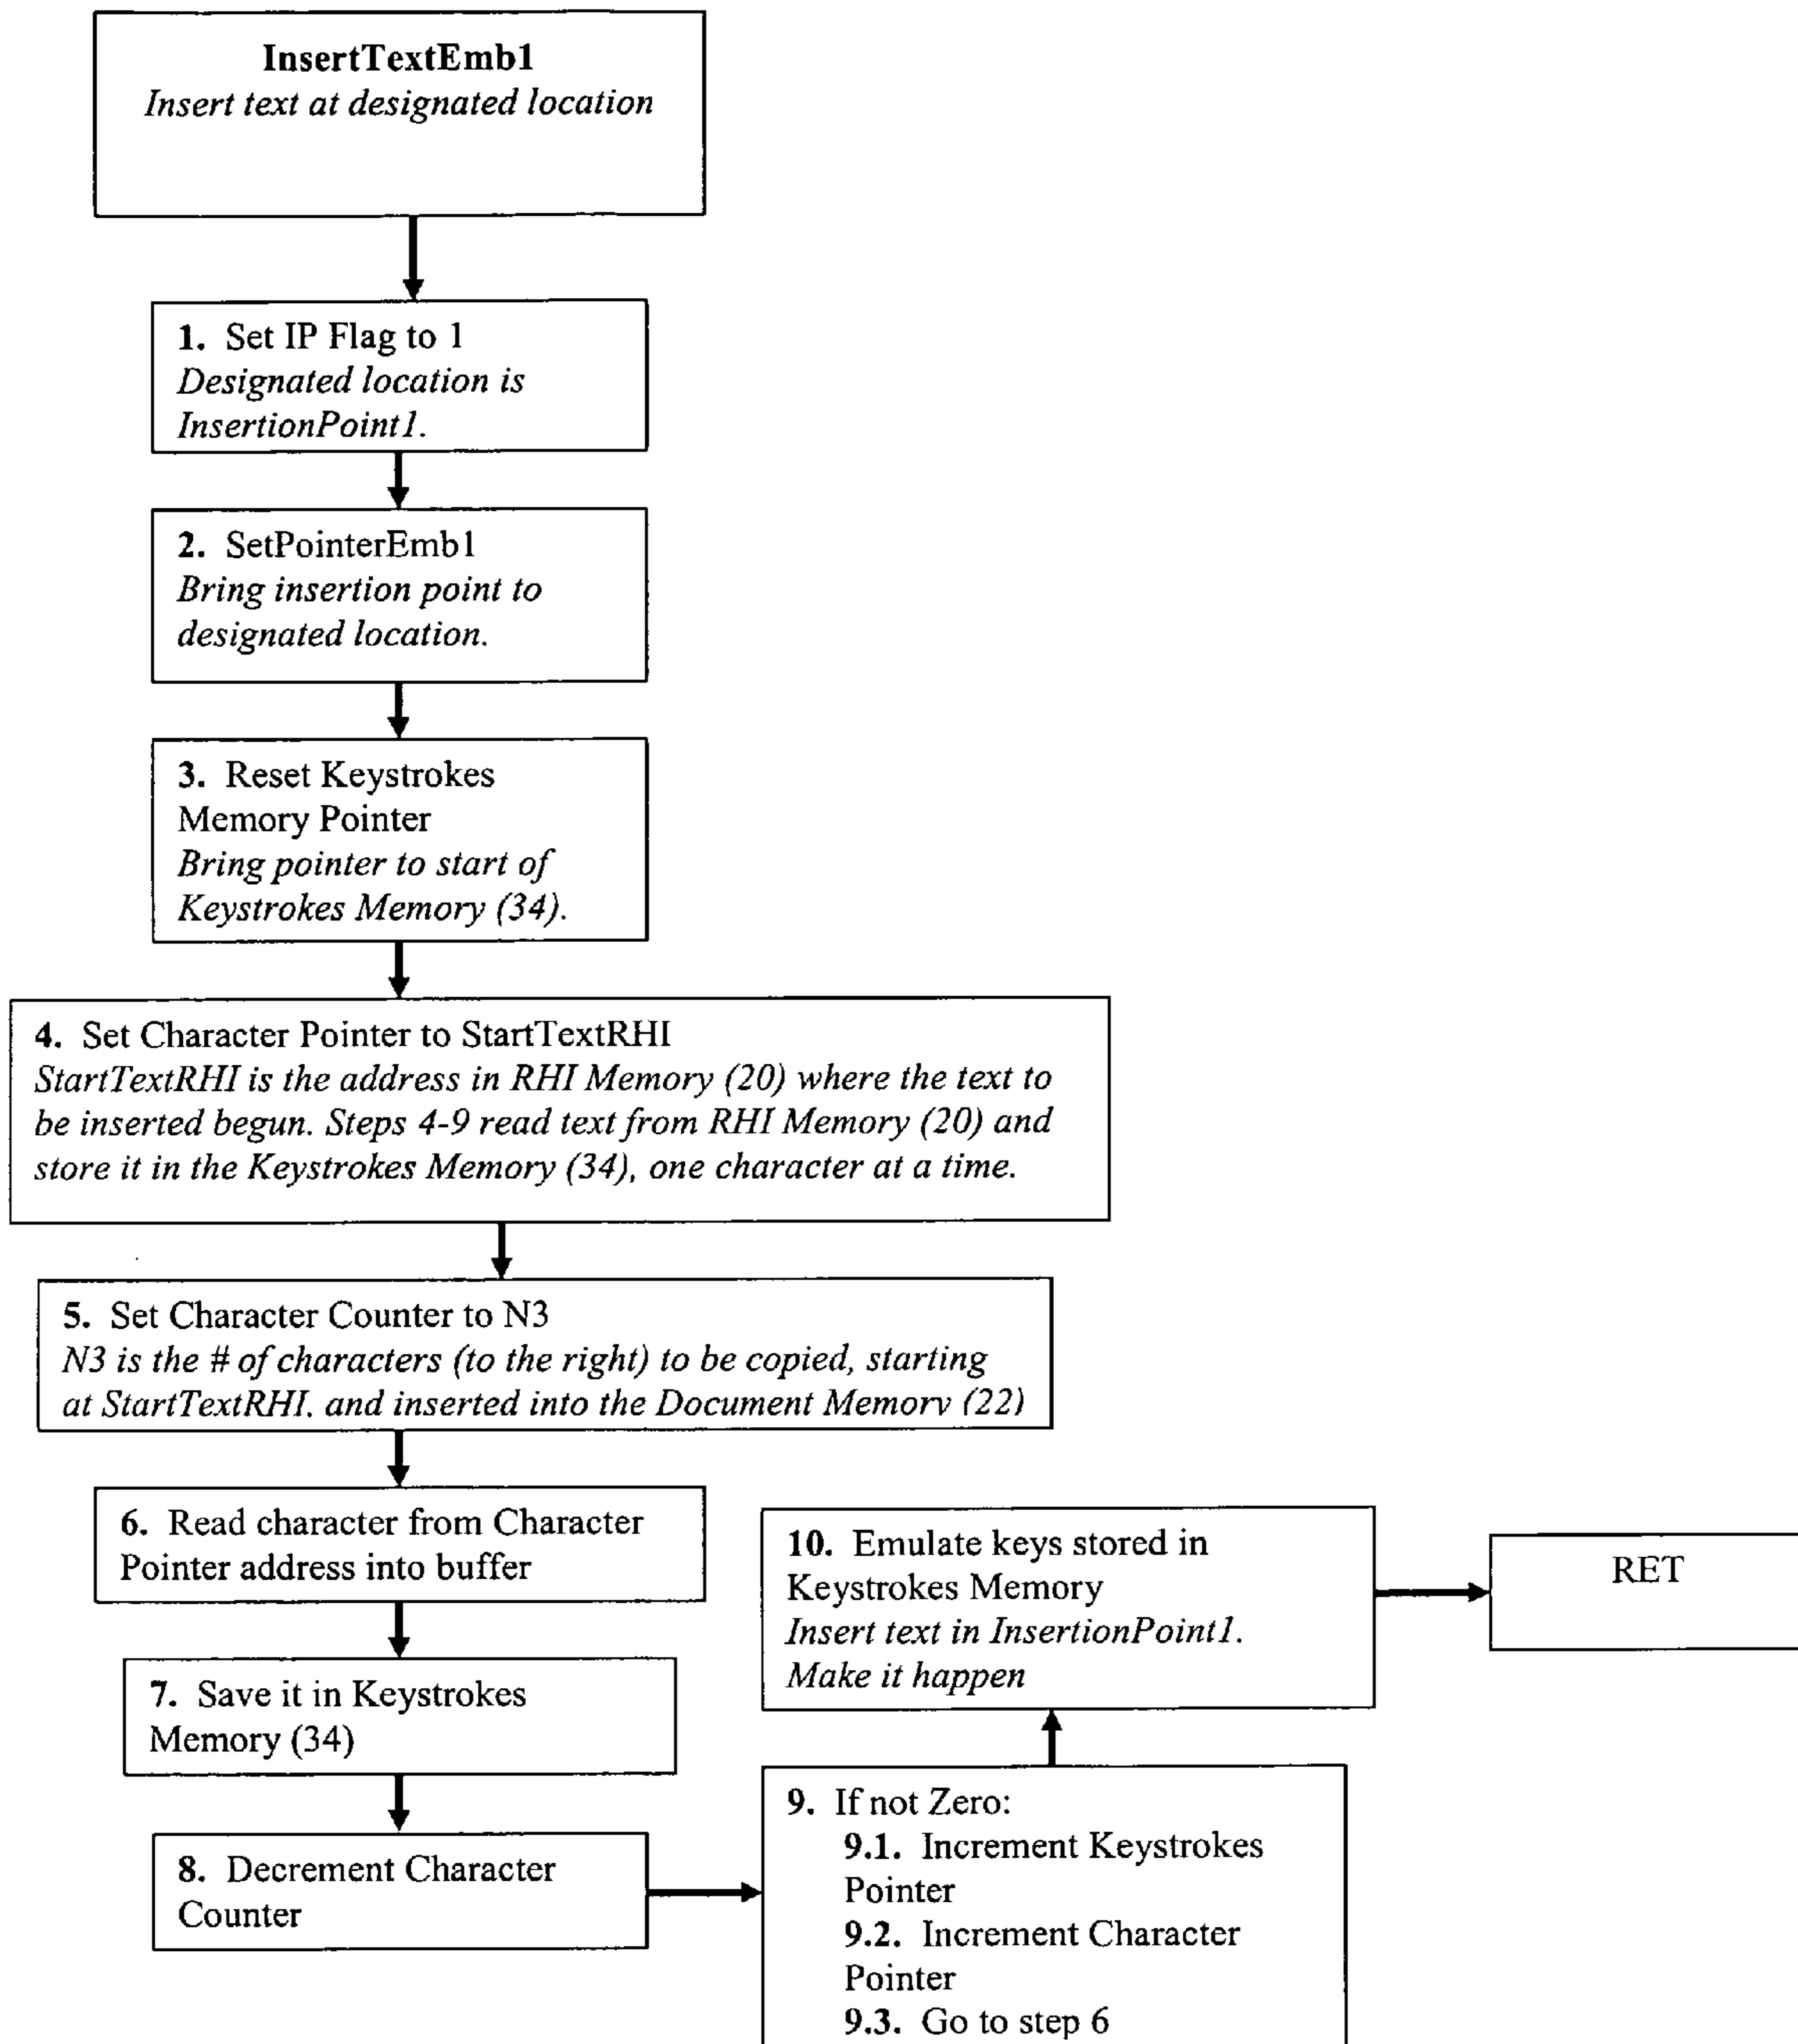 InsertTextEmb1
Insert text at designated location
1. Set IP Flag to 1
Designated location is
InsertionPoint1.
2. SetPointerEmb1
Bring insertion point to
designated location.
3. Reset Keystrokes
Memory Pointer
Bring pointer to start of
Keystrokes Memory (34).
4. Set Character Pointer to StartTextRHI
StartTextRHI is the address in RHI Memory (20) where the text to
be inserted begun. Steps 4-9 read text from RHI Memory (20) and
store it in the Keystrokes Memory (34), one character at a time.
5. Set Character Counter to N3
N3 is the # of characters (to the right) to be copied, starting
at StartTextRHI, and inserted into the Document Memory (22)
6. Read character from Character
Pointer address into buffer
7. Save it in Keystrokes
Memory (34)
8. Decrement Character
Counter
9. If not Zero:
9.1. Increment Keystrokes
Pointer
9.2. Increment Character
Pointer
9.3. Go to step 6
10. Emulate keys stored in
Keystrokes Memory
Insert text in InsertionPoint1.
Make it happen
RET